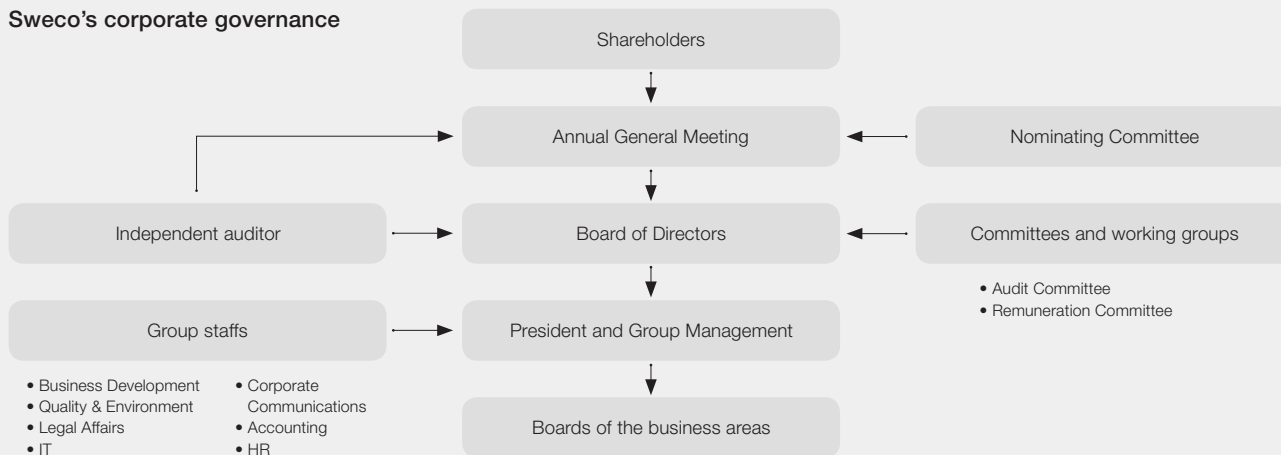 Sweco’s corporate governance
Shareholders
Annual General Meeting
Nominating Committee
Independent auditor
Board of Directors
Committees and working groups
• Audit Committee
• Remuneration Committee
Group staffs
President and Group Management
• Business Development
• Quality & Environment
• Legal Affairs
• IT
• Corporate
Communications
• Accounting
• HR
Boards of the business areas